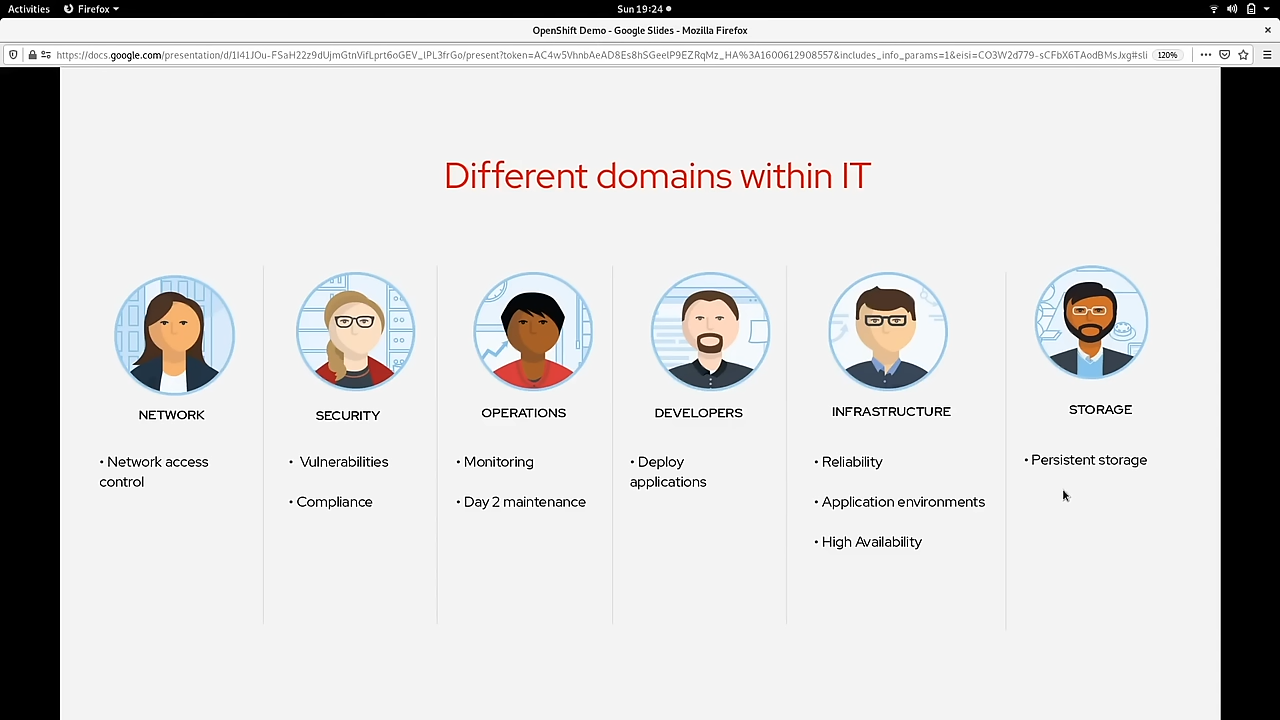 Activities Firefox Sun 19:24
OpenShift Demo - Google Slides - Mozilla Firefox
120%
Different domains within IT
NETWORK
• Network access
control
SECURITY
• Vulnerabilities
• Compliance
OPERATIONS
• Monitoring
• Day 2 maintenance
DEVELOPERS
• Deploy
applications
INFRASTRUCTURE
• Reliability
• Application environments
• High Availability
STORAGE
• Persistent storage